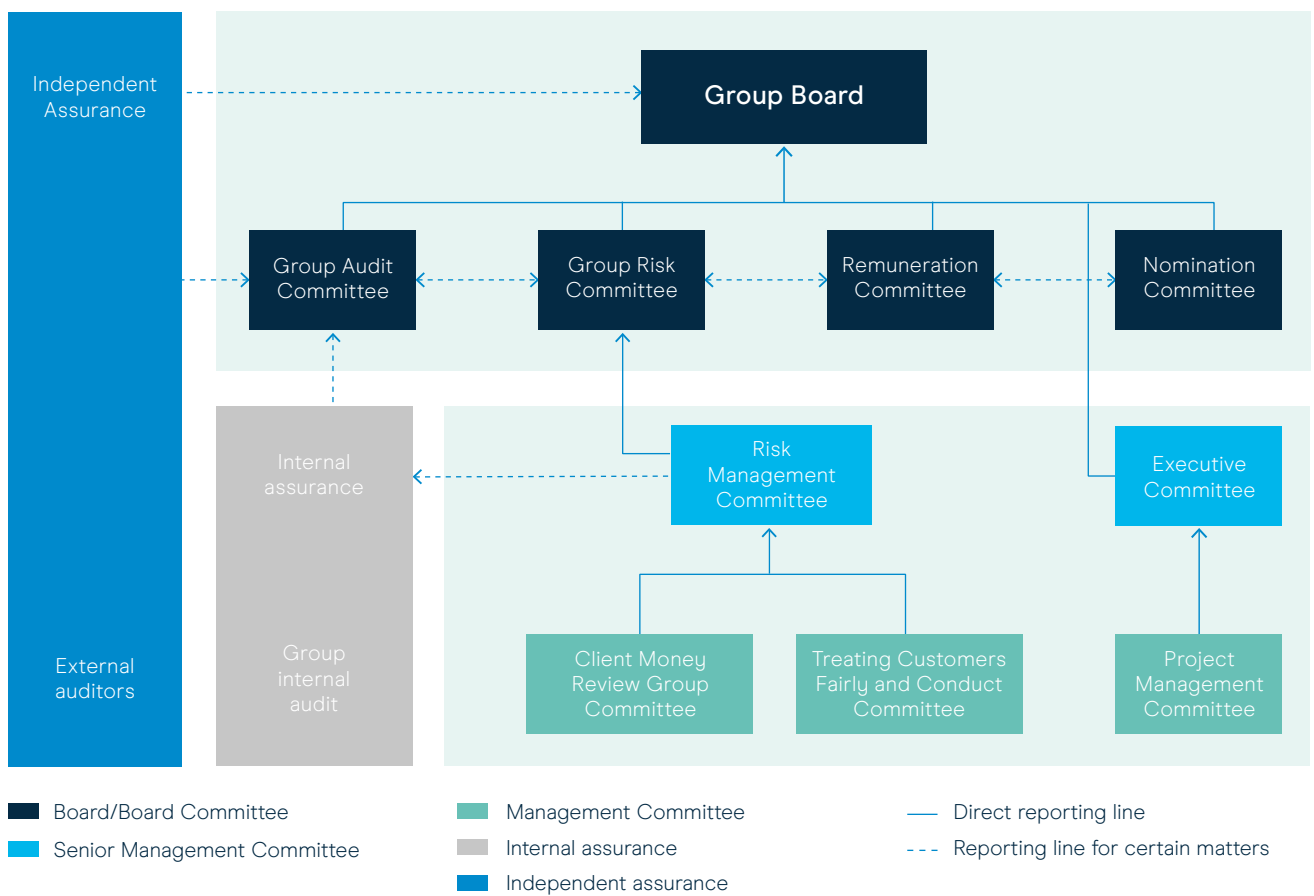 Independent
Assurance
Group Board
Group Audit
Committee
Group Risk
Committee
Remuneration
Committee
Nomination
Committee
Internal
assurance
Risk
Management
Committee
Executive
Committee
External
auditors
Group
internal
audit
Client Money
Review Group
Committee
Treating Customers
Fairly and Conduct
Committee
Project
Management
Committee
Board/Board Committee
Senior Management Committee
Management Committee
Internal assurance
Independent assurance
Direct reporting line
Reporting line for certain matters